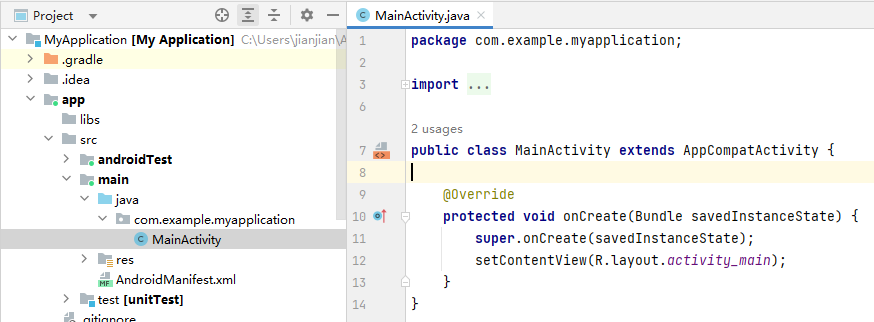 Project
MyApplication [My Application] C:\Users\jianjian\A
.gradle
.idea
app
libs
src
androidTest
main
java
com.example.myapplication
MainActivity
res
AndroidManifest.xml
test [unitTest]
.gitignore
MainActivity.java
1 package com.example.myapplication;
2
3 import ...
6
2 usages
7 public class MainActivity extends AppCompatActivity {
8
9 @Override
10 protected void onCreate(Bundle savedInstanceState) {
11 super.onCreate(savedInstanceState);
12 setContentView(R.layout.activity_main);
13 }
14 }